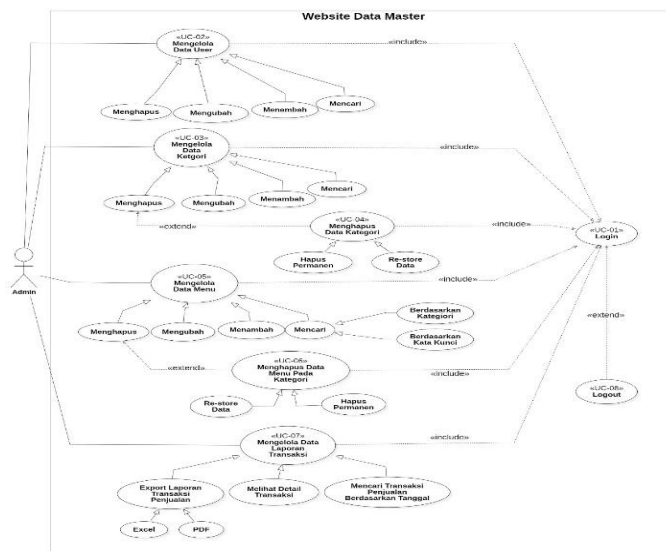 Website Data Master
«UC-02»
Mengelola
Data User
«include»
Menghapus
Mengubah
Menambah
Mencari
«UC-03»
Mengelola
Data
Ketgori
«include»
Menghapus
Mengubah
Menambah
Mencari
«extend»
«UC-04»
Menghapus
Data Kategori
«include»
«UC-01»
Login
Hapus
Permanen
Re-store
Data
Admin
«UC-05»
Mengelola
Data Menu
«include»
Menghapus
Mengubah
Menambah
Mencari
Berdasarkan
Kategiori
Berdasarkan
Kata Kunci
«extend»
«extend»
«UC-06»
Menghapus Data
Menu Pada
Kategori
«include»
Re-store
Data
Hapus
Permanen
«UC-08»
Logout
«UC-07»
Mengelola Data
Laporan
Transaksi
«include»
Export Laporan
Transaksi
Penjualan
Melihat Detail
Transaksi
Mencari Transaksi
Penjualan
Berdasarkan Tanggal
Excel
PDF